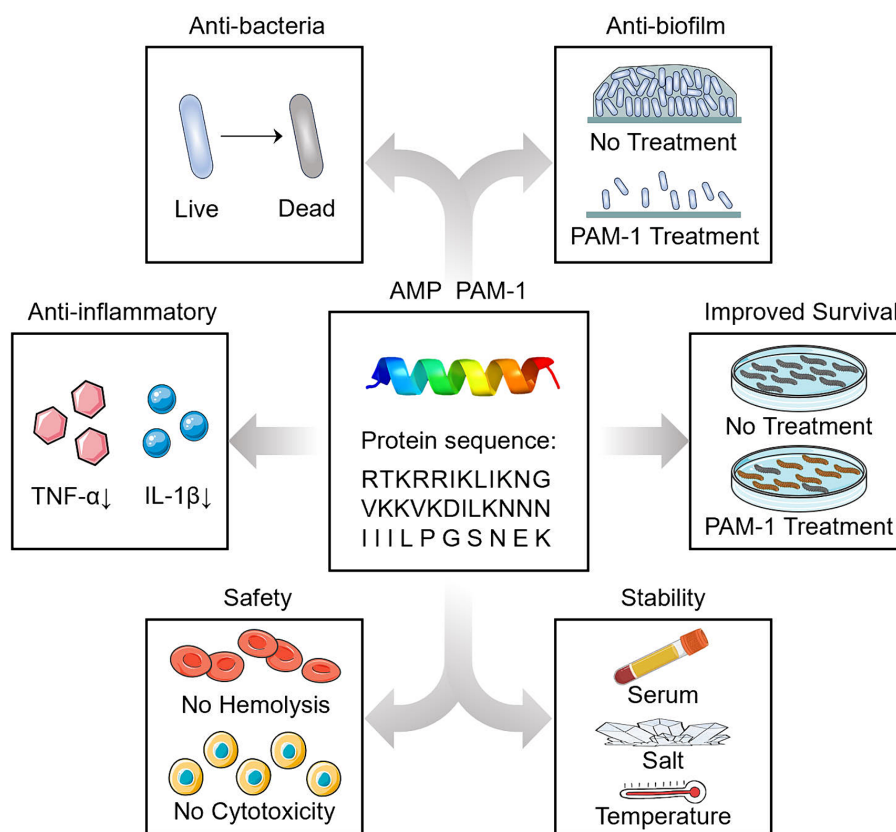 Anti-bacteria
Live
Dead
Anti-biofilm
No Treatment
PAM-1 Treatment
Anti-inflammatory
TNF-α↓
IL-1β↓
AMP PAM-1
Protein sequence:
RTKRRIKLIKNG
VKKVKDILKNNN
IIILPGSNEK
Improved Survival
No Treatment
PAM-1 Treatment
Safety
No Hemolysis
No Cytotoxicity
Stability
Serum
Salt
Temperature